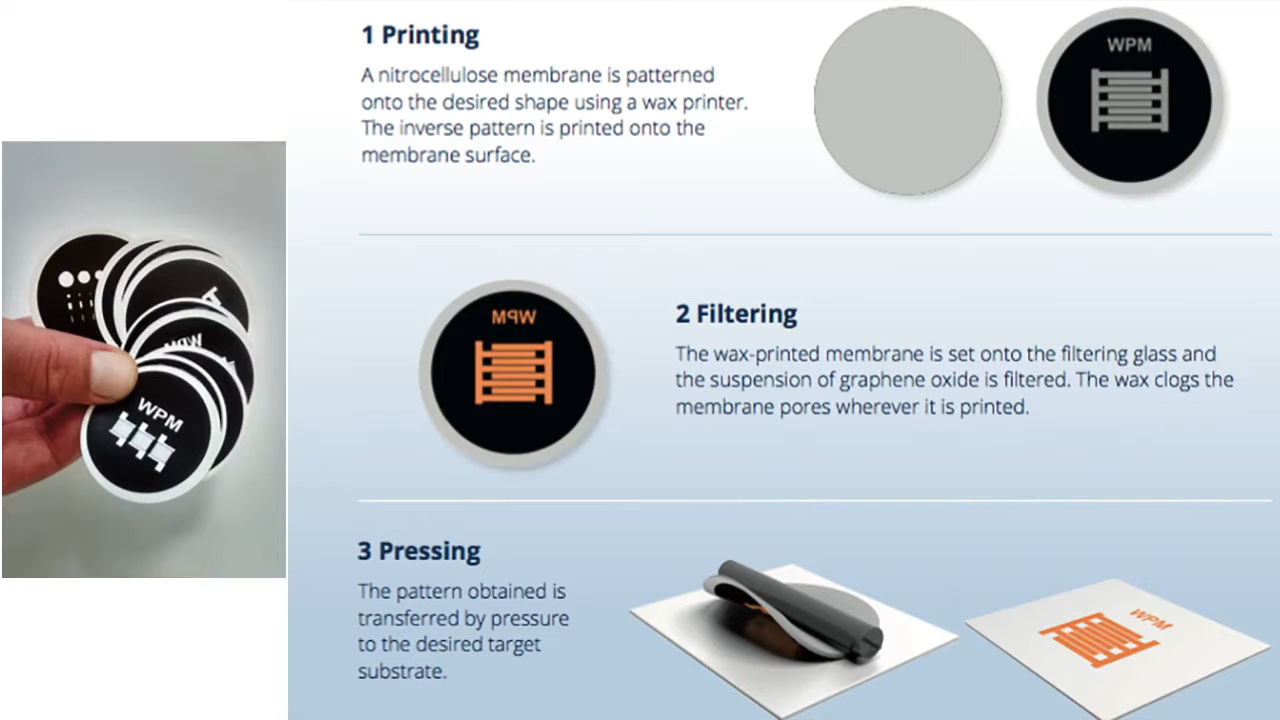 1 Printing
A nitrocellulose membrane is patterned
onto the desired shape using a wax printer.
The inverse pattern is printed onto the
membrane surface.
WPM
WPM
2 Filtering
The wax-printed membrane is set onto the filtering glass and
the suspension of graphene oxide is filtered. The wax clogs the
membrane pores wherever it is printed.
WPM
WPM
3 Pressing
The pattern obtained is
transferred by pressure
to the desired target
substrate.
WPM